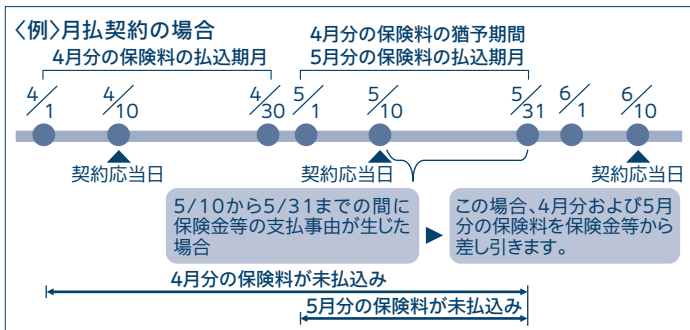 〈例〉月払契約の場合
4月分の保険料の猶予期間
4月分の保険料の払込期月
5月分の保険料の払込期月
4/1
4/10
4/30
5/1
5/10
5/31
6/1
6/10
契約応当日
契約応当日
契約応当日
5/10から5/31までの間に
保険金等の支払事由が生じた
場合
この場合、4月分および5月
分の保険料を保険金等から
差し引きます。
4月分の保険料が未払込み
5月分の保険料が未払込み